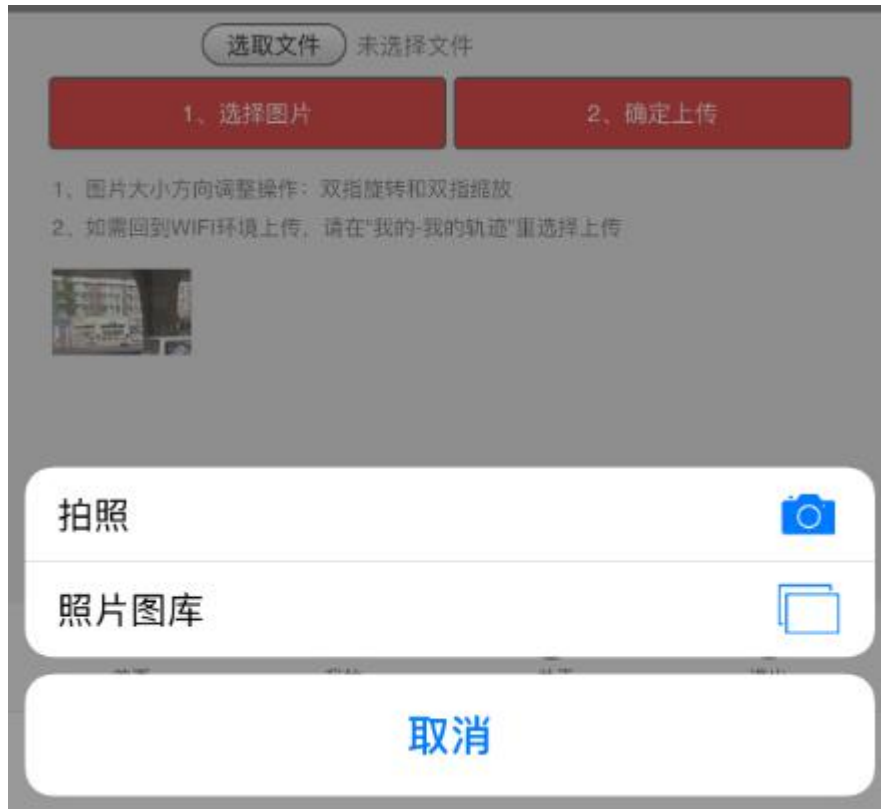 选取文件 未选择文件
1、选择图片 2、确定上传
1、图片大小方向调整操作：双指旋转和双指缩放
2、如需回到WIFI环境上传，请在"我的-我的轨迹"重选择上传
拍照
照片图库
取消